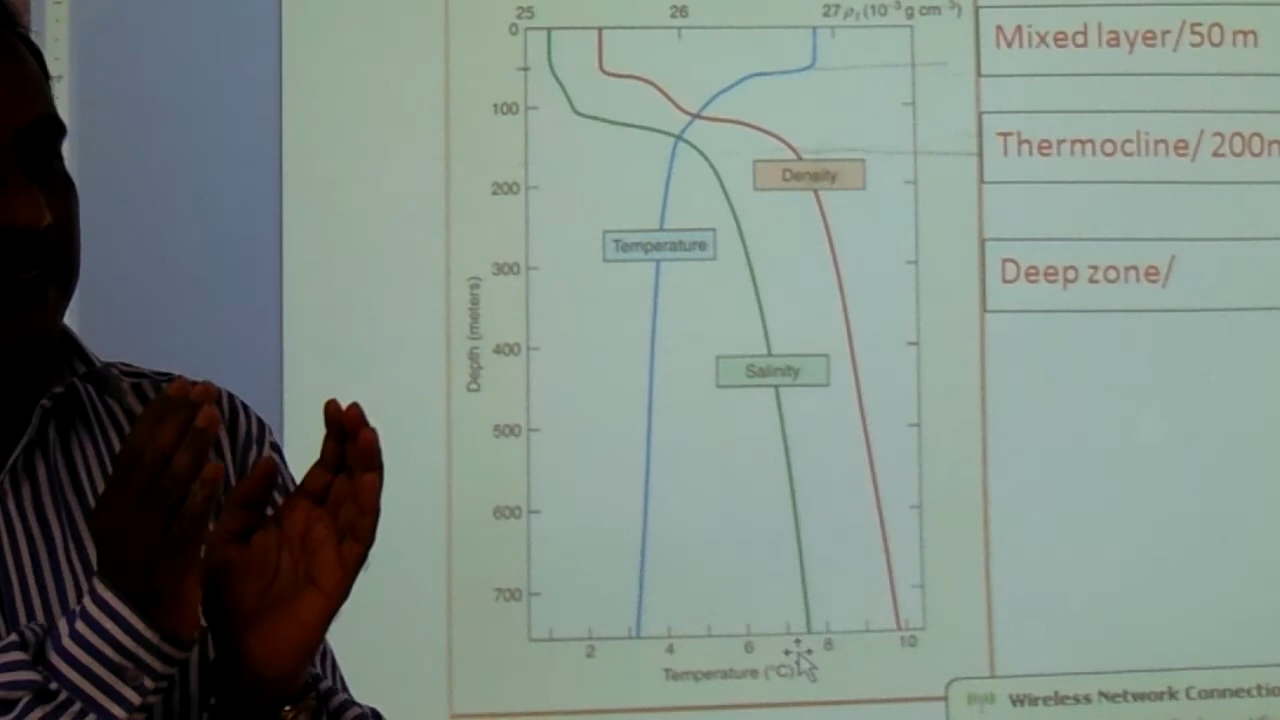 25 26 27 ρₜ (10⁻³ g cm⁻³)
0
100
200
300
400
500
600
700
Depth (meters)
Density
Temperature
Salinity
2 4 6 8 10
Temperature (°C)
Mixed layer/50 m
Thermocline/ 200m
Deep zone/
Wireless Network Connectio